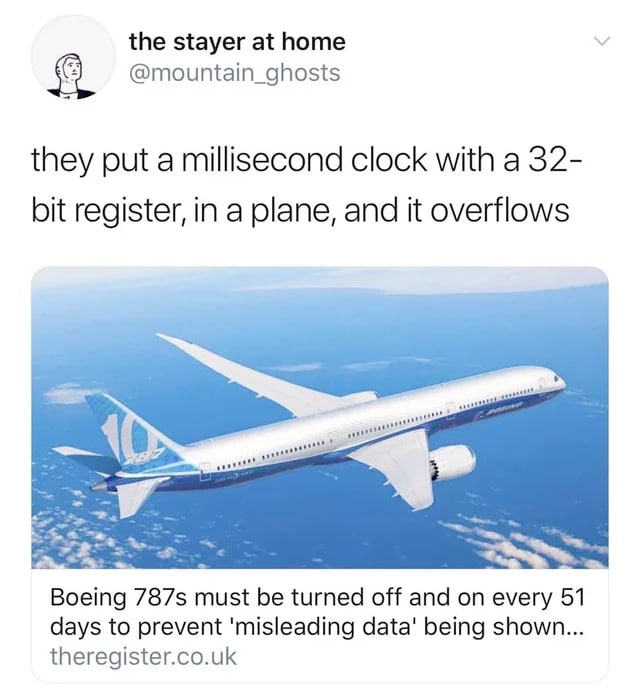 the stayer at home
@mountain_ghosts
they put a millisecond clock with a 32-
bit register, in a plane, and it overflows
10
BOEING
Boeing 787s must be turned off and on every 51
days to prevent 'misleading data' being shown...
theregister.co.uk